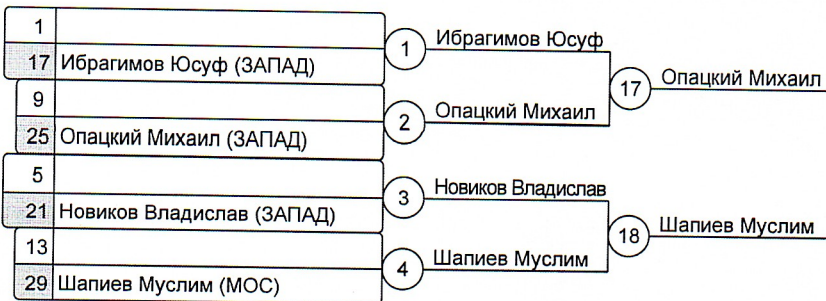 1
17 Ибрагимов Юсуф (ЗАПАД)
1 Ибрагимов Юсуф
9
25 Опацкий Михаил (ЗАПАД)
2 Опацкий Михаил
17 Опацкий Михаил
5
21 Новиков Владислав (ЗАПАД)
3 Новиков Владислав
13
29 Шапиев Муслим (МОС)
4 Шапиев Муслим
18 Шапиев Муслим